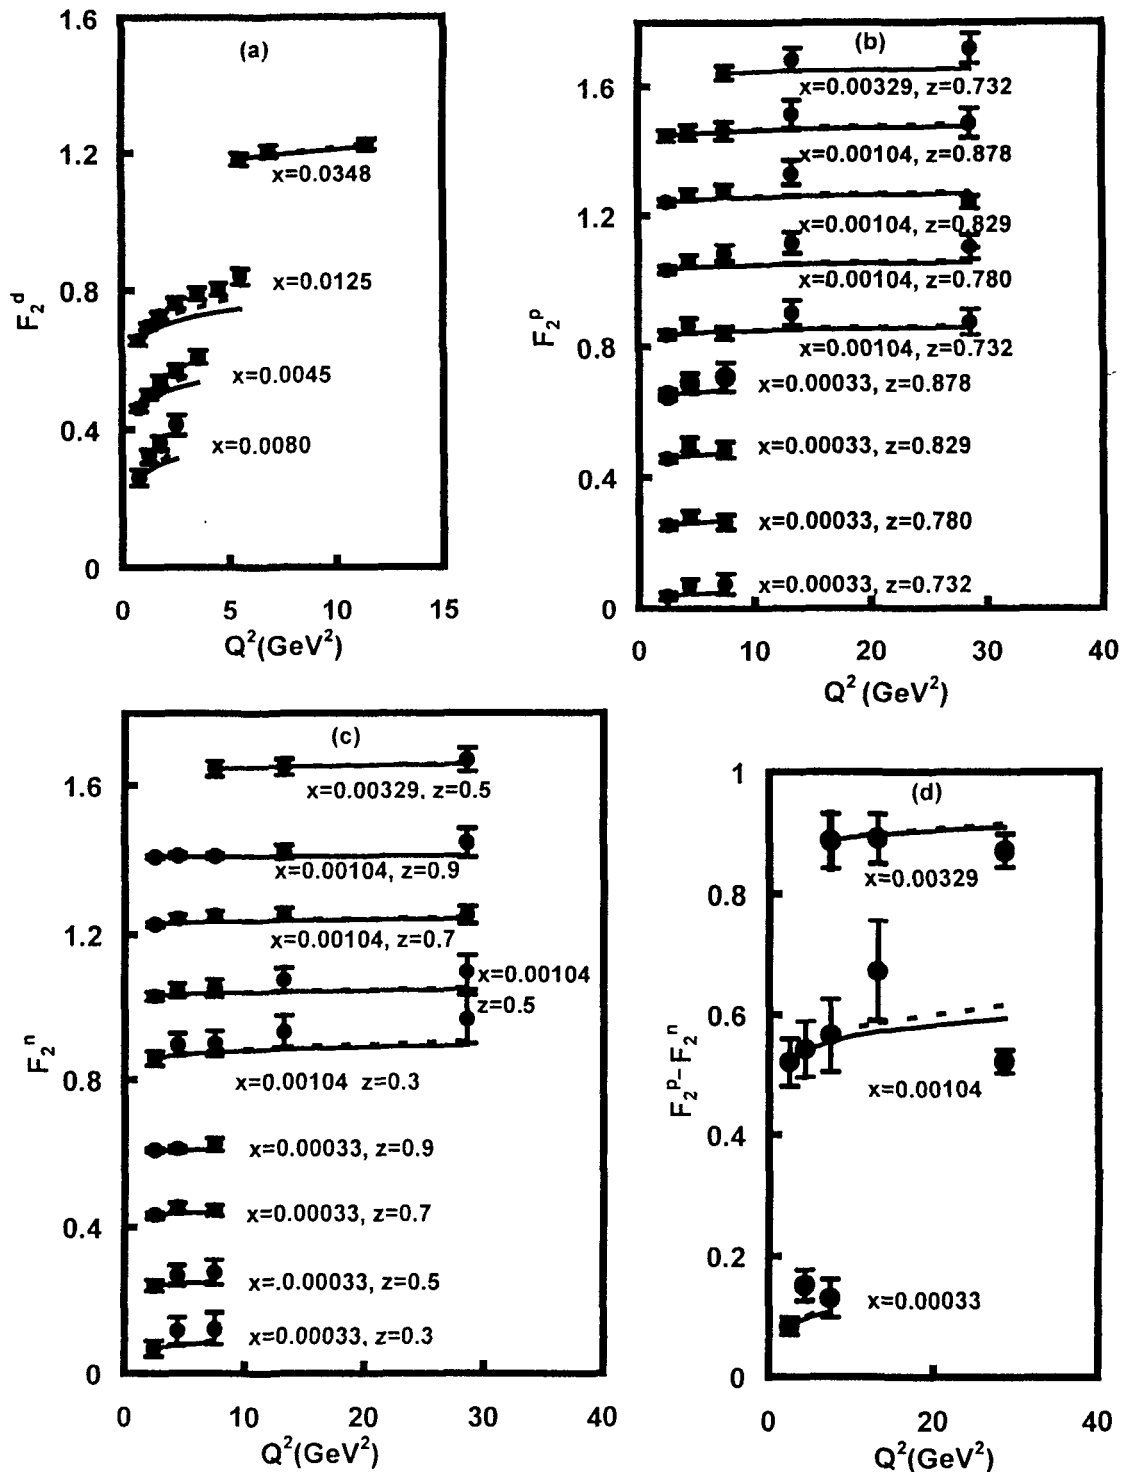 (a)
1.6
1.2
0.8
0.4
0
F₂ᵈ
x=0.0348
x=0.0125
x=0.0045
x=0.0080
0 5 10 15
Q²(GeV²)
(b)
1.6
1.2
0.8
0.4
0
F₂ᵖ
x=0.00329, z=0.732
x=0.00104, z=0.878
x=0.00104, z=0.829
x=0.00104, z=0.780
x=0.00104, z=0.732
x=0.00033, z=0.878
x=0.00033, z=0.829
x=0.00033, z=0.780
x=0.00033, z=0.732
0 10 20 30 40
Q² (GeV²)
(c)
1.6
1.2
0.8
0.4
0
F₂ⁿ
x=0.00329, z=0.5
x=0.00104, z=0.9
x=0.00104, z=0.7
x=0.00104
z=0.5
x=0.00104 z=0.3
x=0.00033, z=0.9
x=0.00033, z=0.7
x=.0.00033, z=0.5
x=0.00033, z=0.3
0 10 20 30 40
Q²(GeV²)
(d)
1
0.8
0.6
0.4
0.2
0
F₂ᵖ–F₂ⁿ
x=0.00329
x=0.00104
x=0.00033
0 20 40
Q²(GeV²)